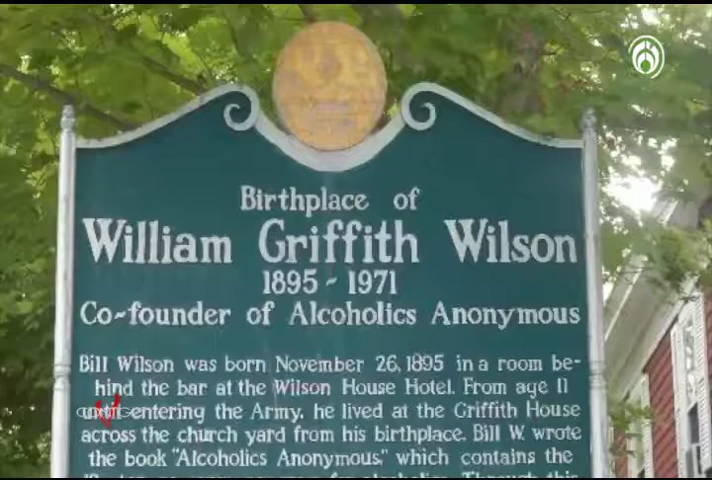 Birthplace of
William Griffith Wilson
1895 - 1971
Co-founder of Alcoholics Anonymous
Bill Wilson was born November 26, 1895 in a room be-
hind the bar at the Wilson House Hotel. From age 11
until entering the Army, he lived at the Griffith House
across the church yard from his birthplace. Bill W. wrote
the book "Alcoholics Anonymous," which contains the